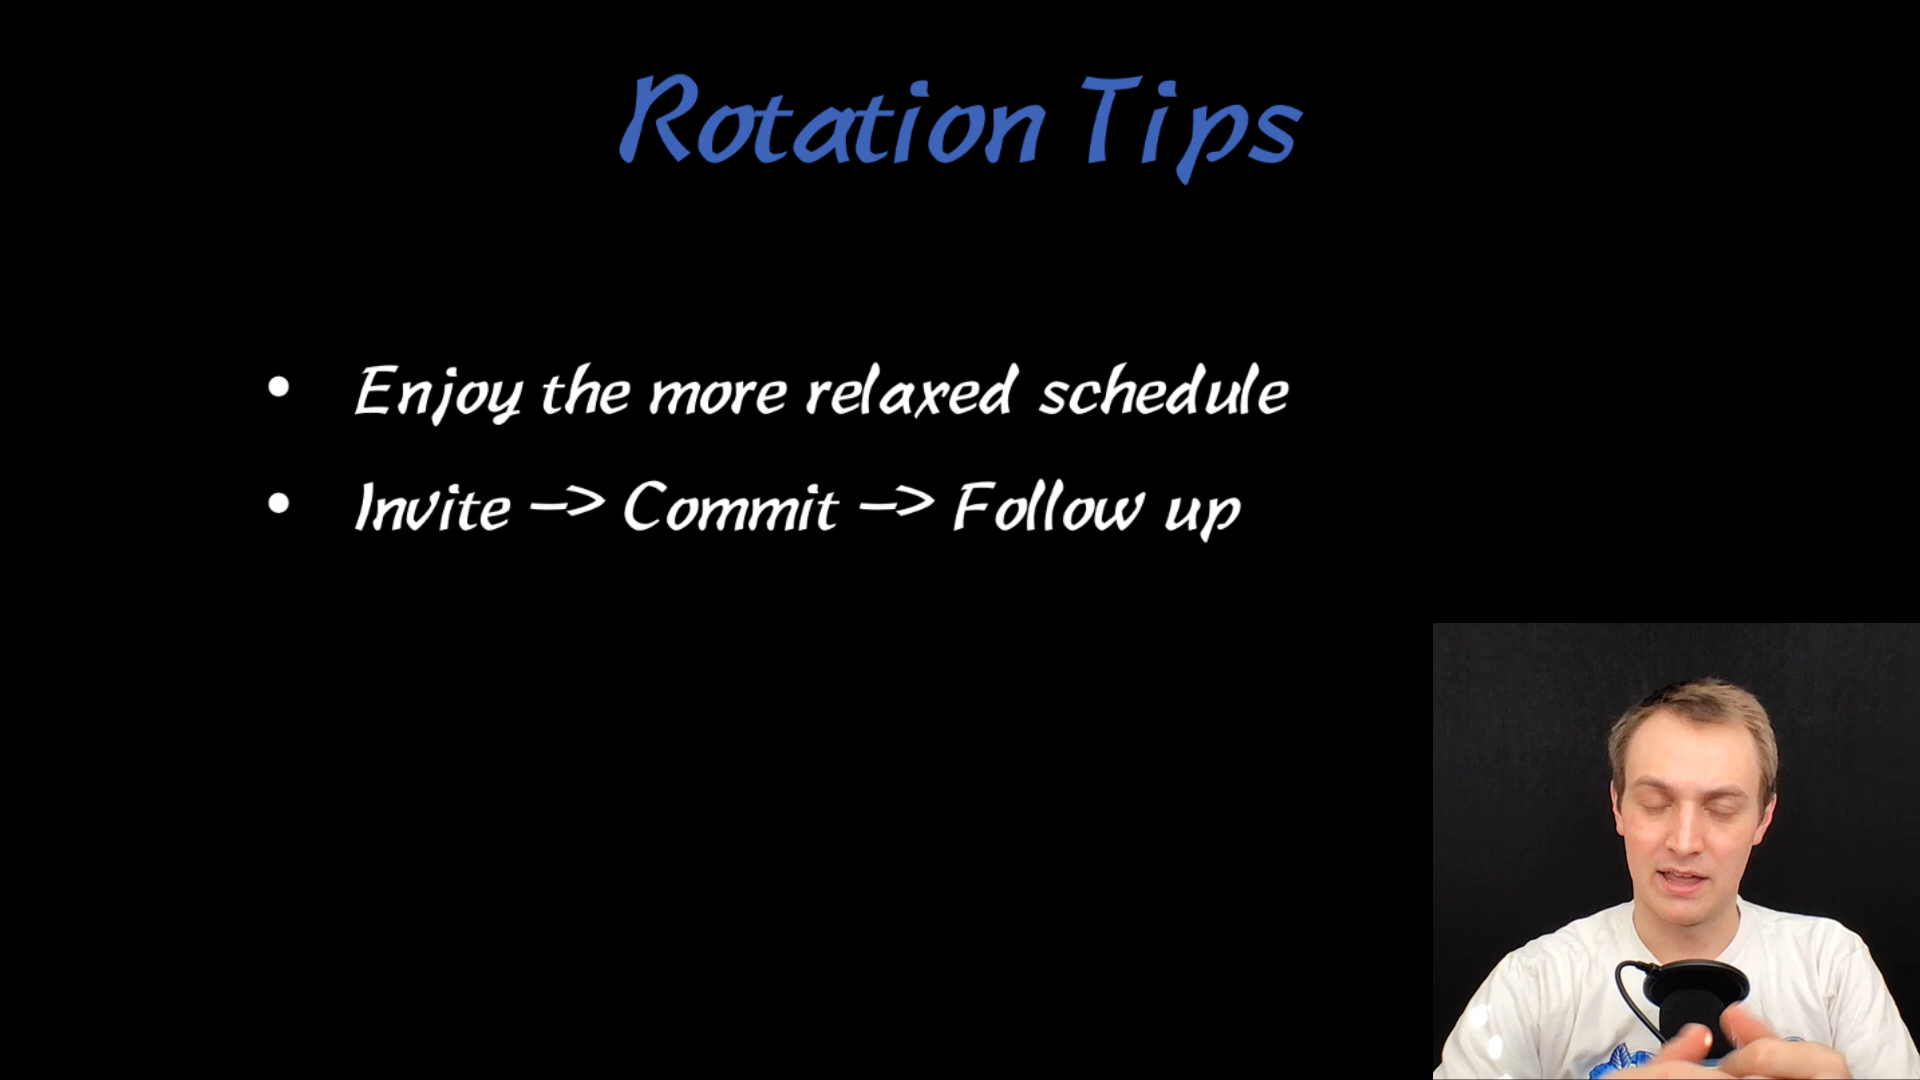 Rotation Tips
• Enjoy the more relaxed schedule
• Invite –> Commit –> Follow up